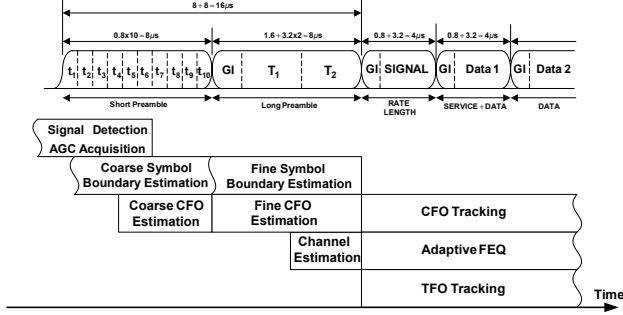 8+8−16μs
0.8x10−8μs
1.6+3.2x2−8μs
0.8+3.2−4μs
0.8+3.2−4μs
t1 t2 t3 t4 t5 t6 t7 t8 t9 t10
GI T1 T2
GI SIGNAL
GI Data 1
GI Data 2
Short Preamble
Long Preamble
RATE
LENGTH
SERVICE+DATA
DATA
Signal Detection
AGC Acquisition
Coarse Symbol
Boundary Estimation
Fine Symbol
Boundary Estimation
Coarse CFO
Estimation
Fine CFO
Estimation
CFO Tracking
Channel
Estimation
Adaptive FEQ
TFO Tracking
Time